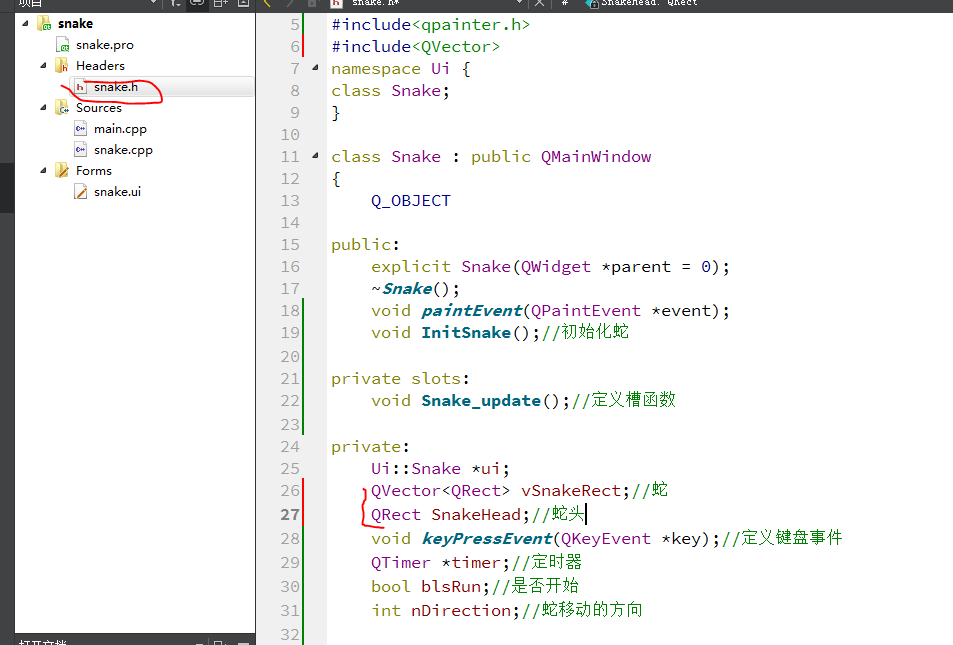 项目
snake.h*
#
Snakehead: QRect
snake
snake.pro
Headers
snake.h
Sources
main.cpp
snake.cpp
Forms
snake.ui
打开文档
5 #include<qpainter.h>
6 #include<QVector>
7 namespace Ui {
8 class Snake;
9 }
10
11 class Snake : public QMainWindow
12 {
13 Q_OBJECT
14
15 public:
16 explicit Snake(QWidget *parent = 0);
17 ~Snake();
18 void paintEvent(QPaintEvent *event);
19 void InitSnake();//初始化蛇
20
21 private slots:
22 void Snake_update();//定义槽函数
23
24 private:
25 Ui::Snake *ui;
26 QVector<QRect> vSnakeRect;//蛇
27 QRect SnakeHead;//蛇头
28 void keyPressEvent(QKeyEvent *key);//定义键盘事件
29 QTimer *timer;//定时器
30 bool blsRun;//是否开始
31 int nDirection;//蛇移动的方向
32